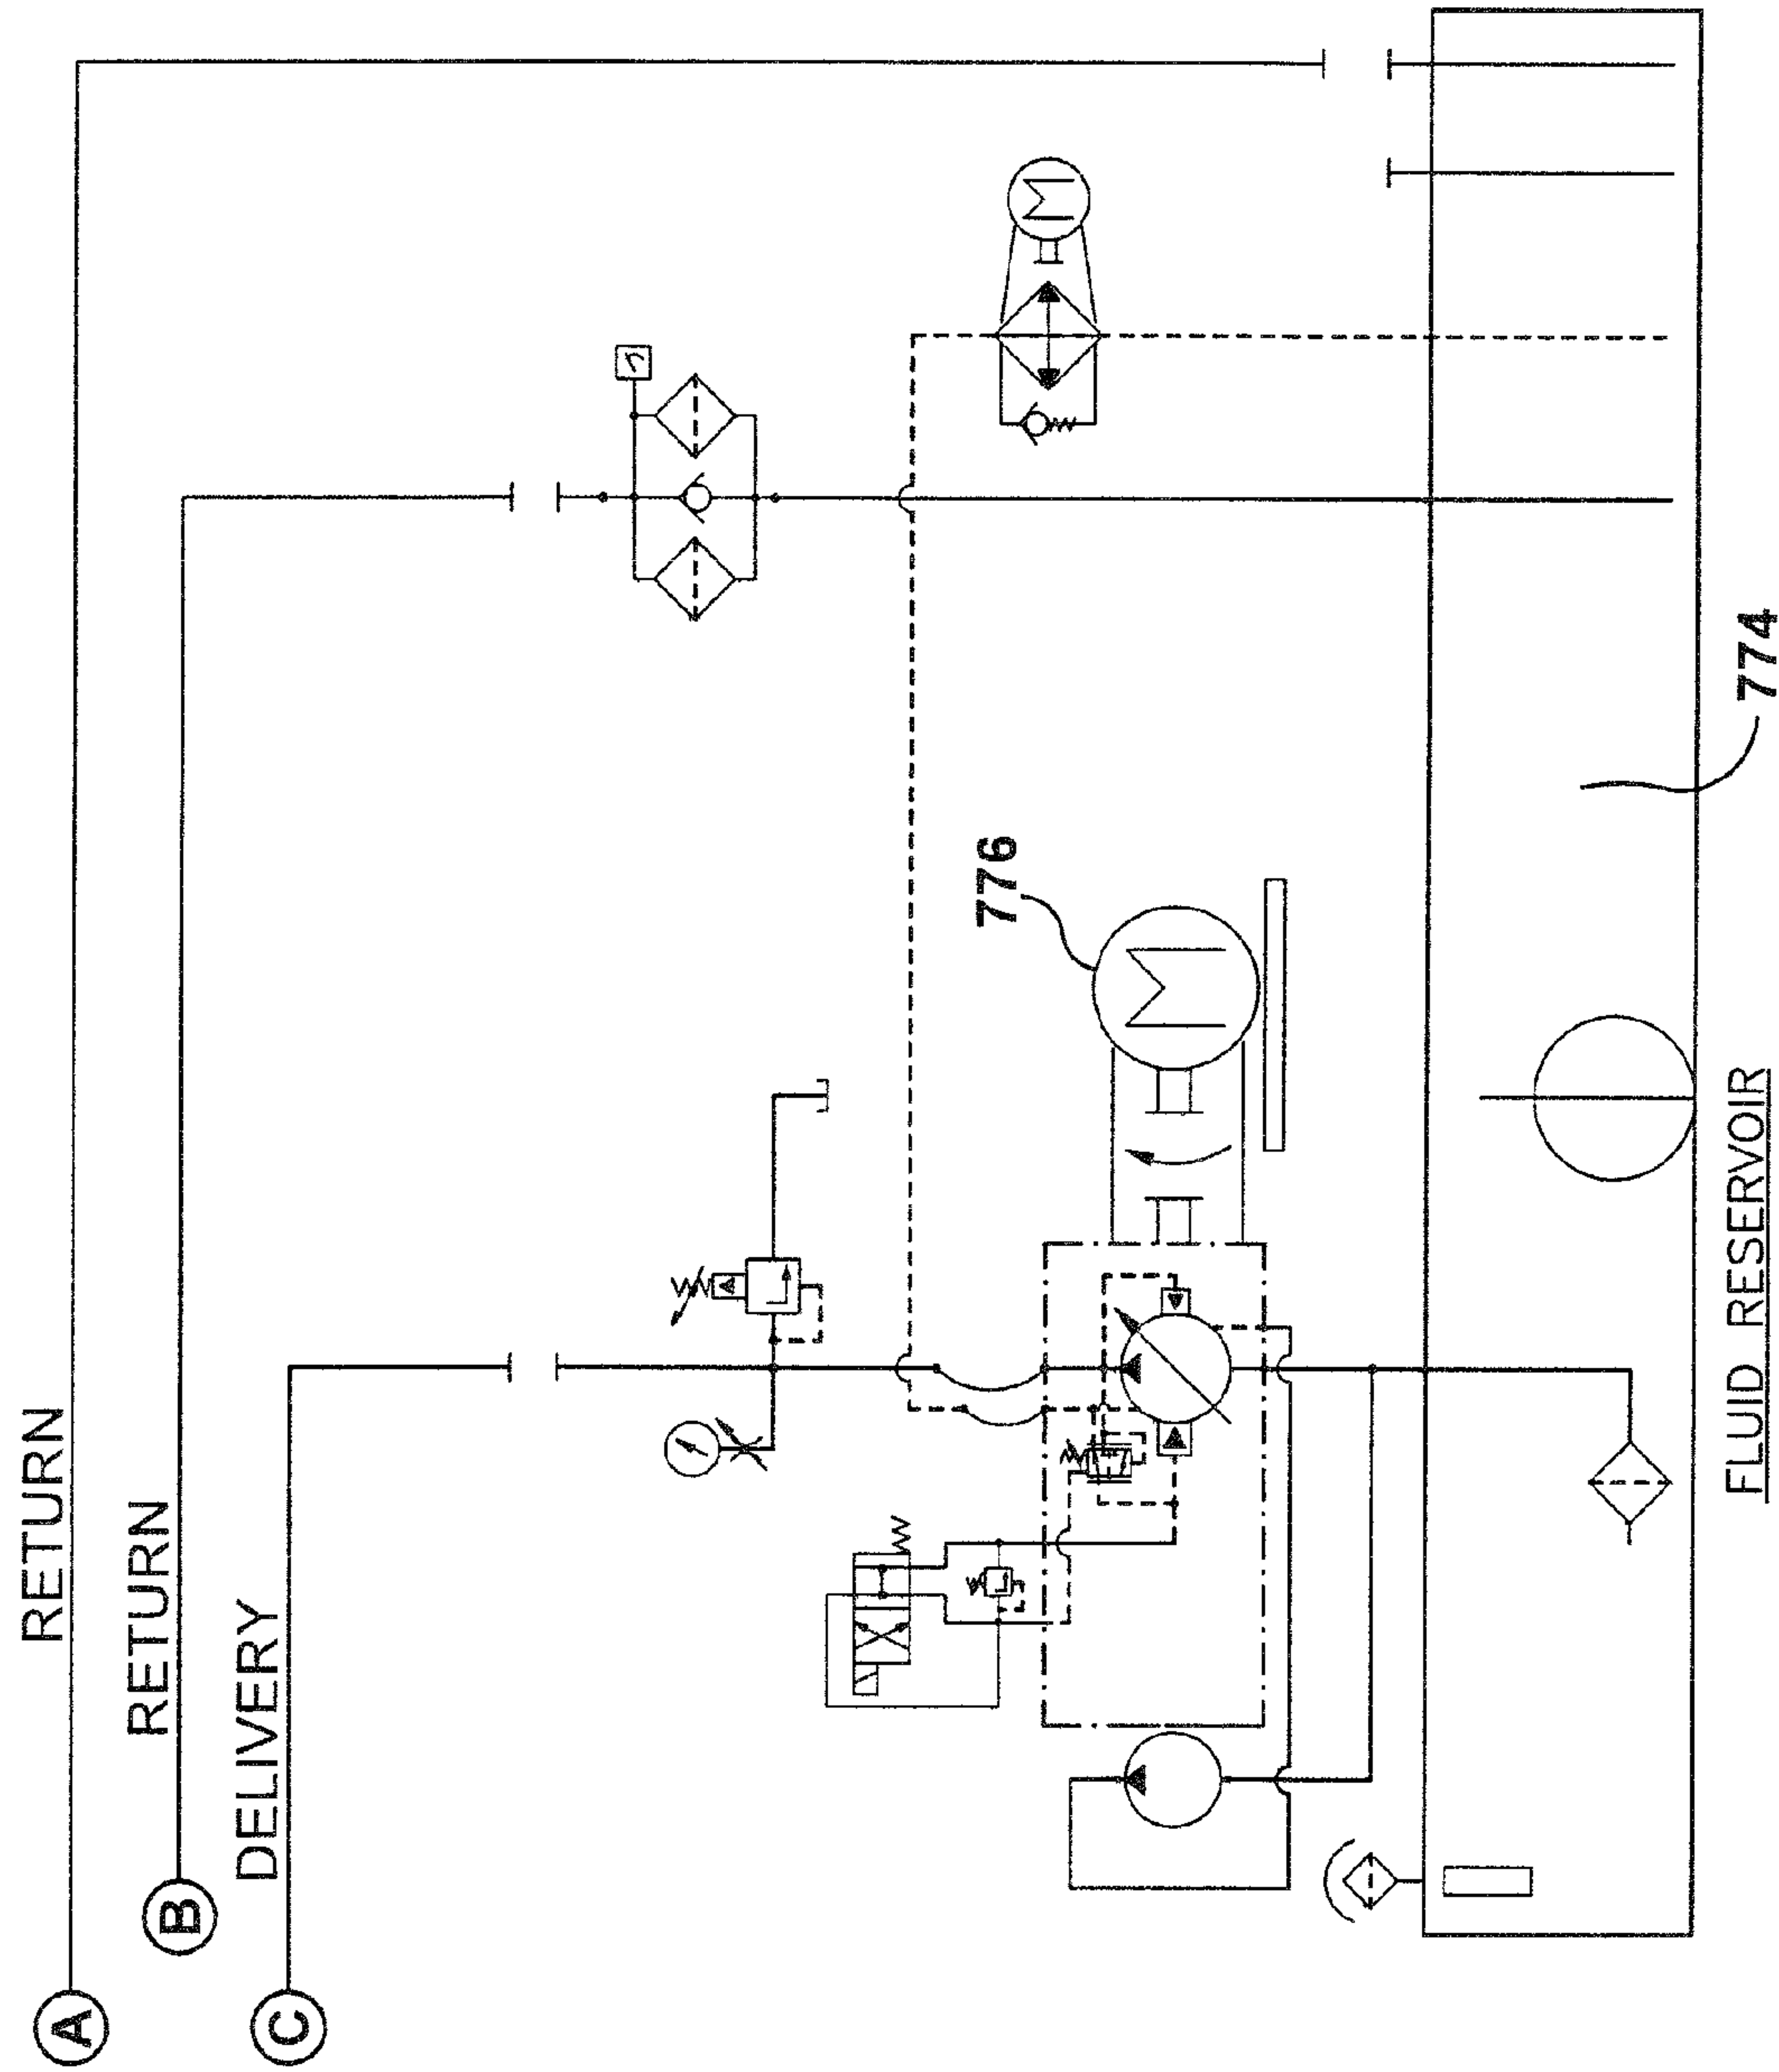 RETURN
A
RETURN
B
DELIVERY
C
776
M
M
774
FLUID RESERVOIR